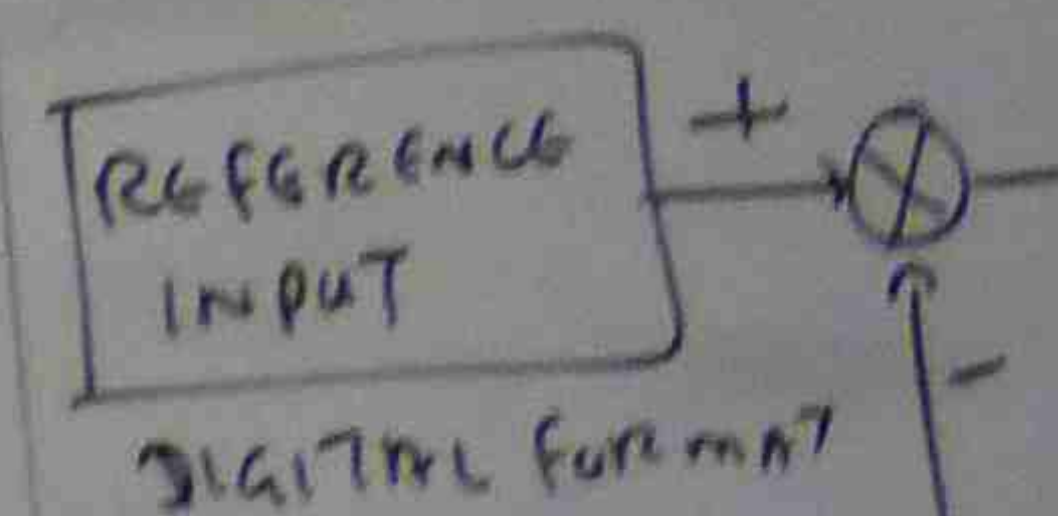 REFERENCE
INPUT
+
-
DIGITAL FORMAT